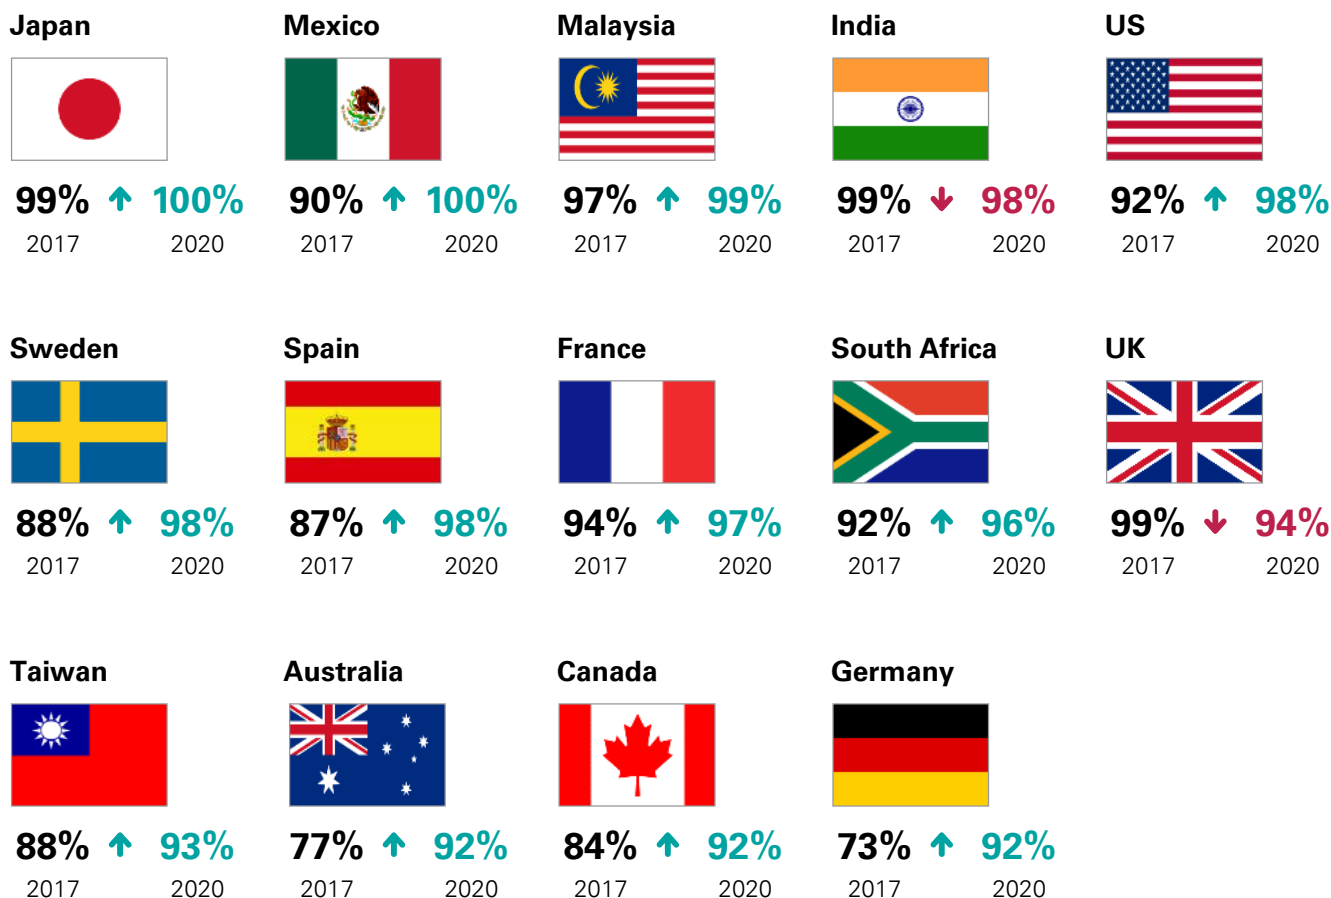 Japan Mexico Malaysia India US
99% ↑ 100% 90% ↑ 100% 97% ↑ 99% 99% ↓ 98% 92% ↑ 98%
2017 2020 2017 2020 2017 2020 2017 2020 2017 2020
Sweden Spain France South Africa UK
88% ↑ 98% 87% ↑ 98% 94% ↑ 97% 92% ↑ 96% 99% ↓ 94%
2017 2020 2017 2020 2017 2020 2017 2020 2017 2020
Taiwan Australia Canada Germany
88% ↑ 93% 77% ↑ 92% 84% ↑ 92% 73% ↑ 92%
2017 2020 2017 2020 2017 2020 2017 2020